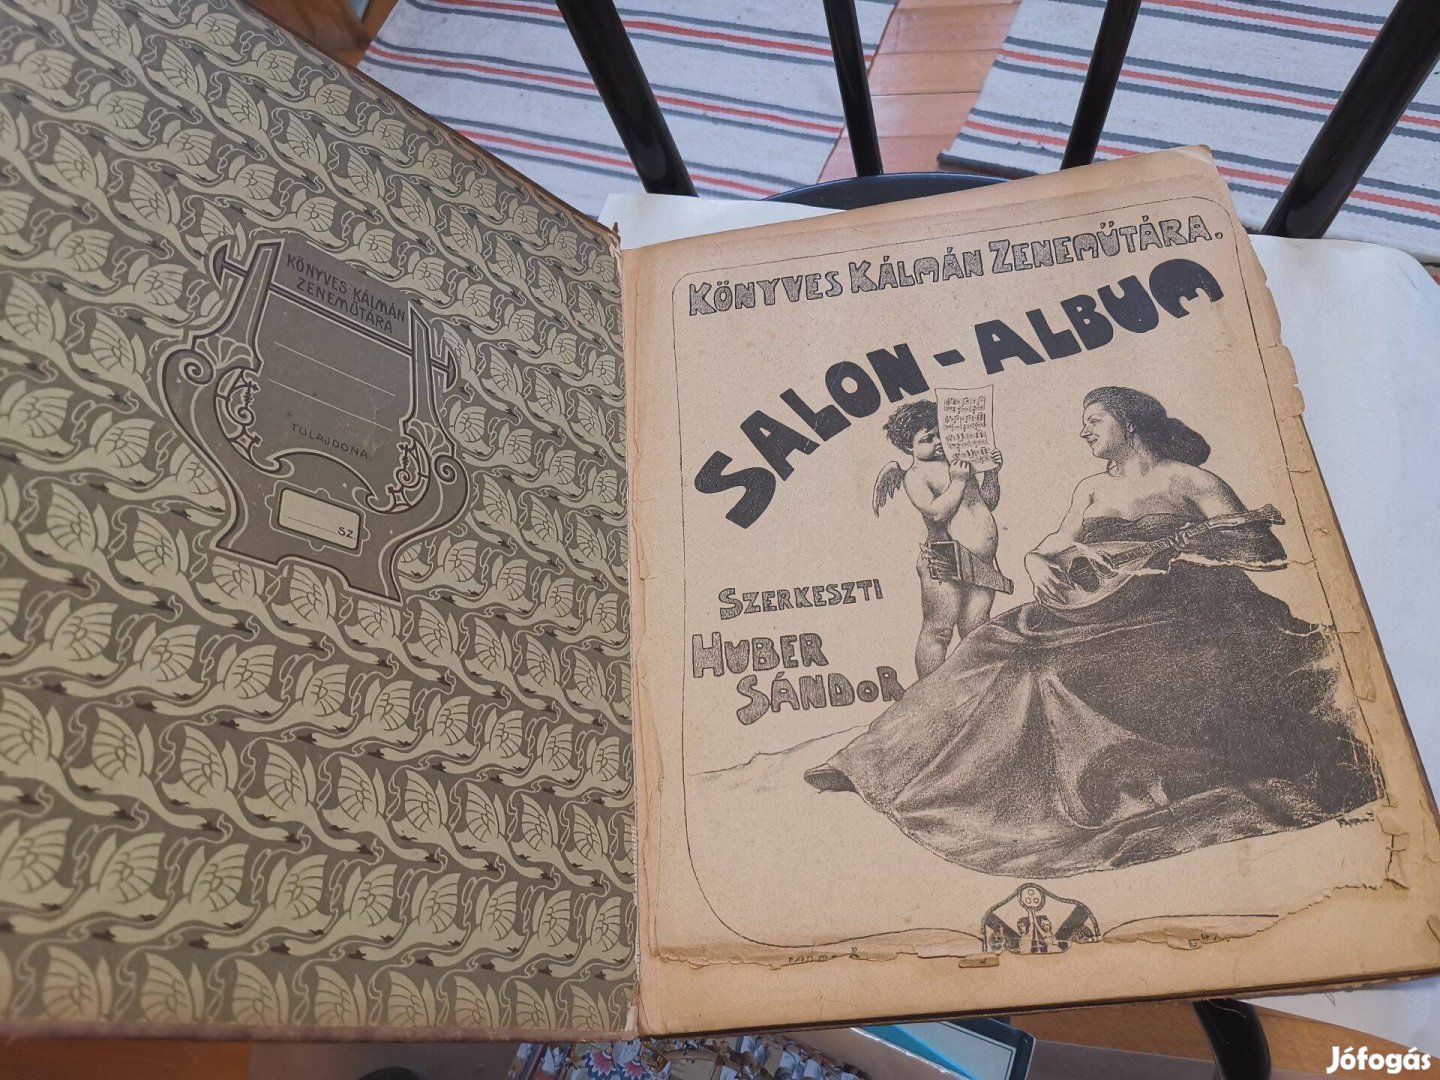 KÖNYVES KÁLMÁN
ZENEMŰTÁRA
TULAJDONA.
SZ.
KÖNYVES KÁLMÁN ZENEMŰTÁRA.
SALON-ALBUM
SZERKESZTI
HUBER
SÁNDOR
Jófogás